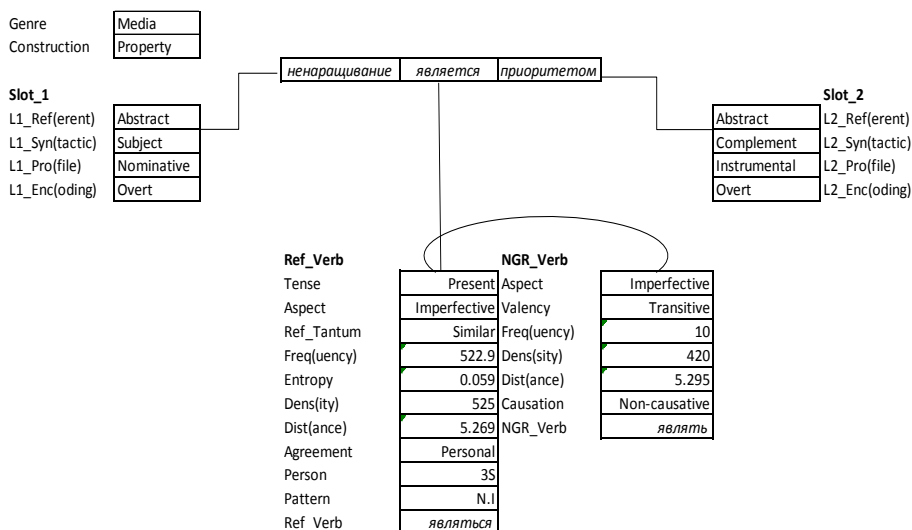 Genre Media
Construction Property
ненаращивание является приоритетом
Slot_1
L1_Ref(erent) Abstract
L1_Syn(tactic) Subject
L1_Pro(file) Nominative
L1_Enc(oding) Overt
Slot_2
Abstract L2_Ref(erent)
Complement L2_Syn(tactic)
Instrumental L2_Pro(file)
Overt L2_Enc(oding)
Ref_Verb NGR_Verb
Tense Present Aspect Imperfective
Aspect Imperfective Valency Transitive
Ref_Tantum Similar Freq(uency) 10
Freq(uency) 522.9 Dens(sity) 420
Entropy 0.059 Dist(ance) 5.295
Dens(ity) 525 Causation Non-causative
Dist(ance) 5.269 NGR_Verb являть
Agreement Personal
Person 3S
Pattern N.I
Ref_Verb являться